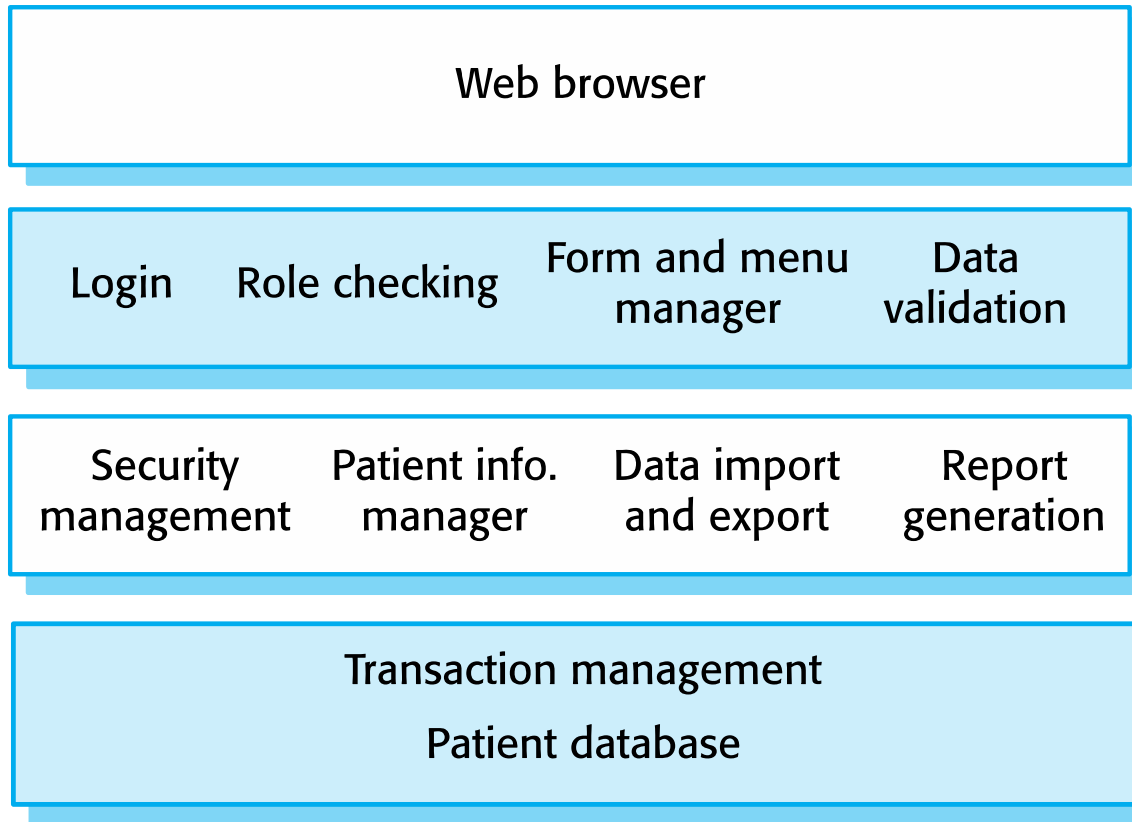 Web browser
Login
Role checking
Form and menu
manager
Data
validation
Security
management
Patient info.
manager
Data import
and export
Report
generation
Transaction management
Patient database